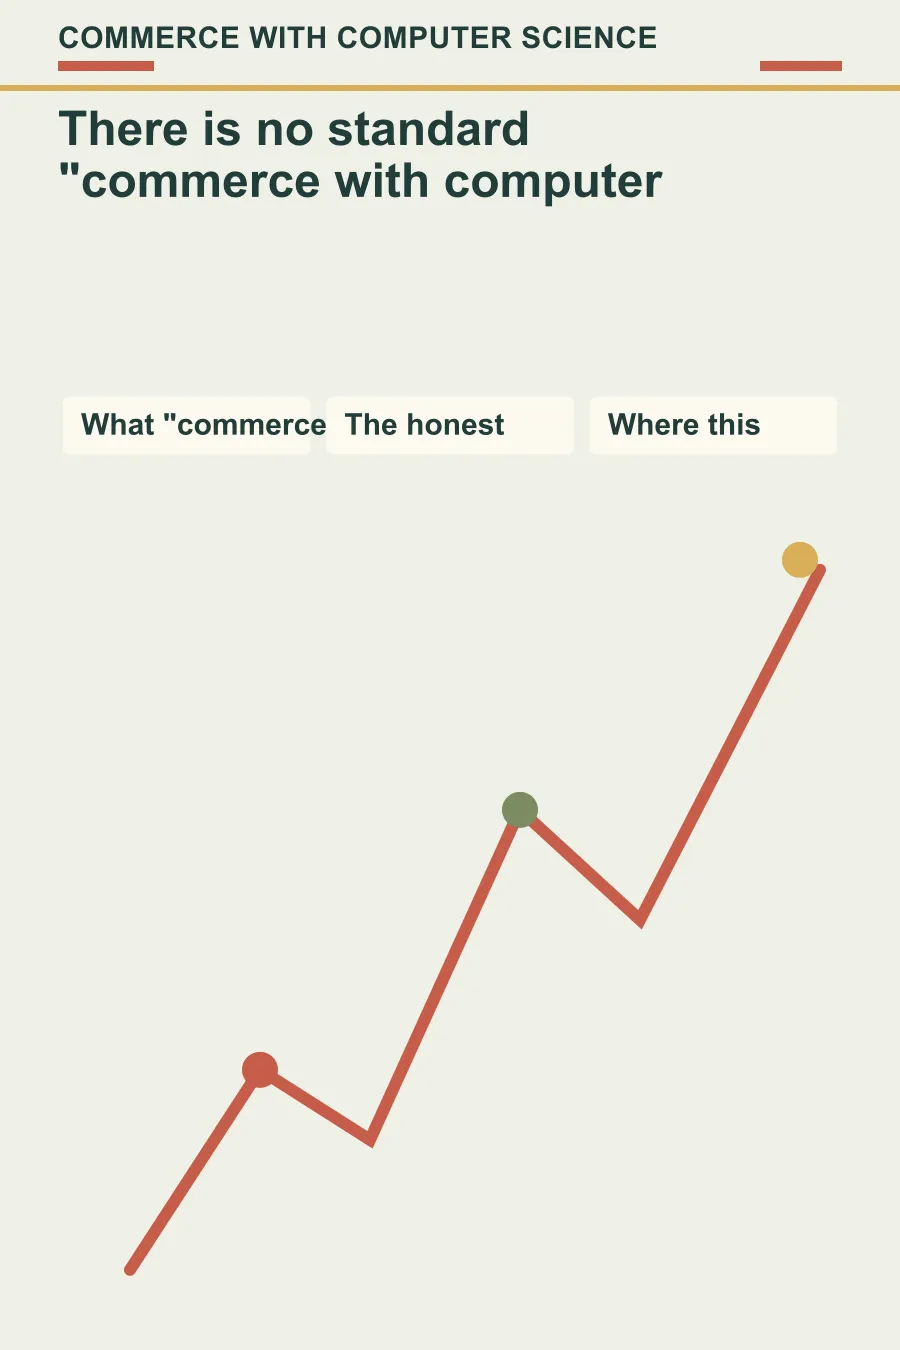 COMMERCE WITH COMPUTER SCIENCE
There is no standard
"commerce with computer
What "commerce
The honest
Where this